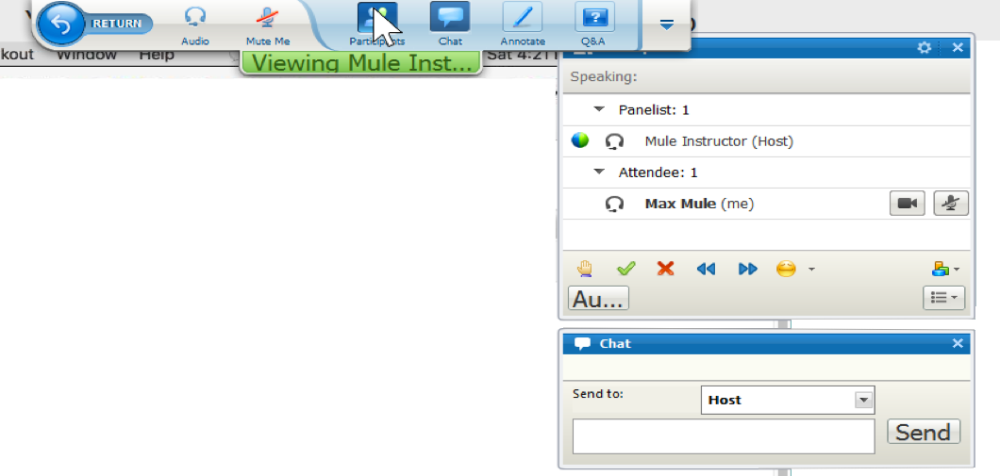 RETURN
Audio
Mute Me
Participants
Chat
Annotate
Q&A
kout Window Help
Viewing Mule Inst...
Sat 4:21
Speaking:
Panelist: 1
Mule Instructor (Host)
Attendee: 1
Max Mule (me)
Au...
Chat
Send to:
Host
Send